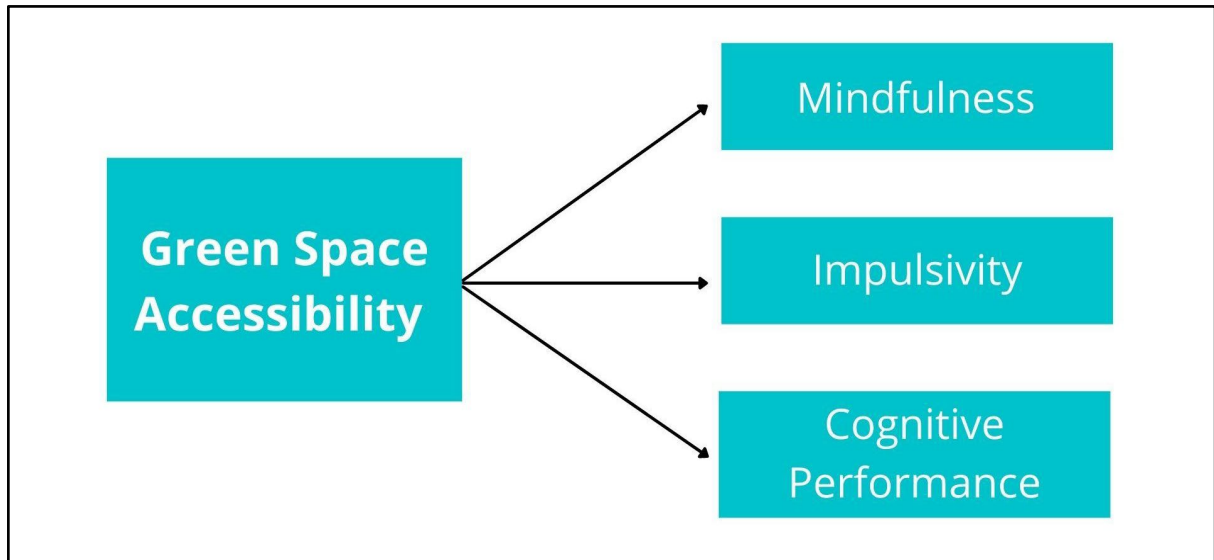 Green Space
Accessibility
Mindfulness
Impulsivity
Cognitive
Performance